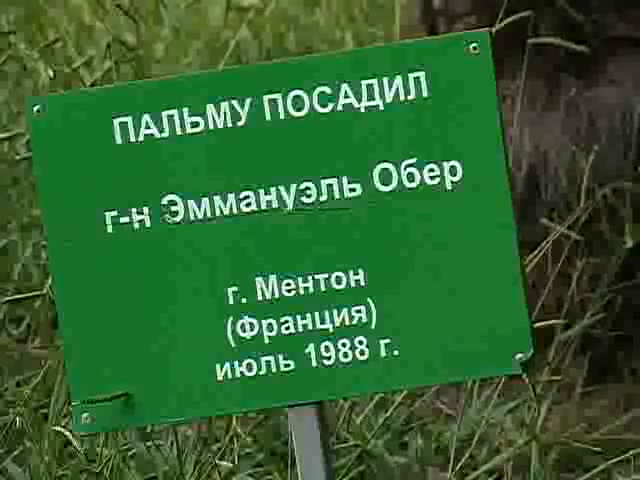 ПАЛЬМУ ПОСАДИЛ
г-н Эммануэль Обер
г. Ментон
(Франция)
июль 1988 г.